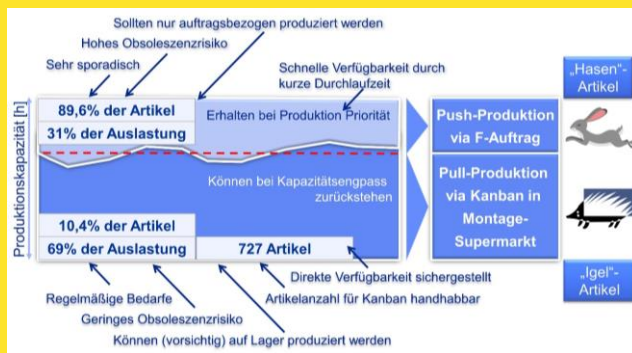 Sollten nur auftragsbezogen produziert werden
Hohes Obsoleszenzrisiko
Sehr sporadisch
Schnelle Verfügbarkeit durch
kurze Durchlaufzeit
„Hasen“-
Artikel
Produktionskapazität [h]
89,6% der Artikel
31% der Auslastung
Erhalten bei Produktion Priorität
Push-Produktion
via F-Auftrag
Können bei Kapazitätsengpass
zurückstehen
Pull-Produktion
via Kanban in
Montage-
Supermarkt
10,4% der Artikel
69% der Auslastung
727 Artikel
Direkte Verfügbarkeit sichergestellt
Regelmäßige Bedarfe
Artikelanzahl für Kanban handhabbar
Geringes Obsoleszenzrisiko
Können (vorsichtig) auf Lager produziert werden
„Igel“-
Artikel